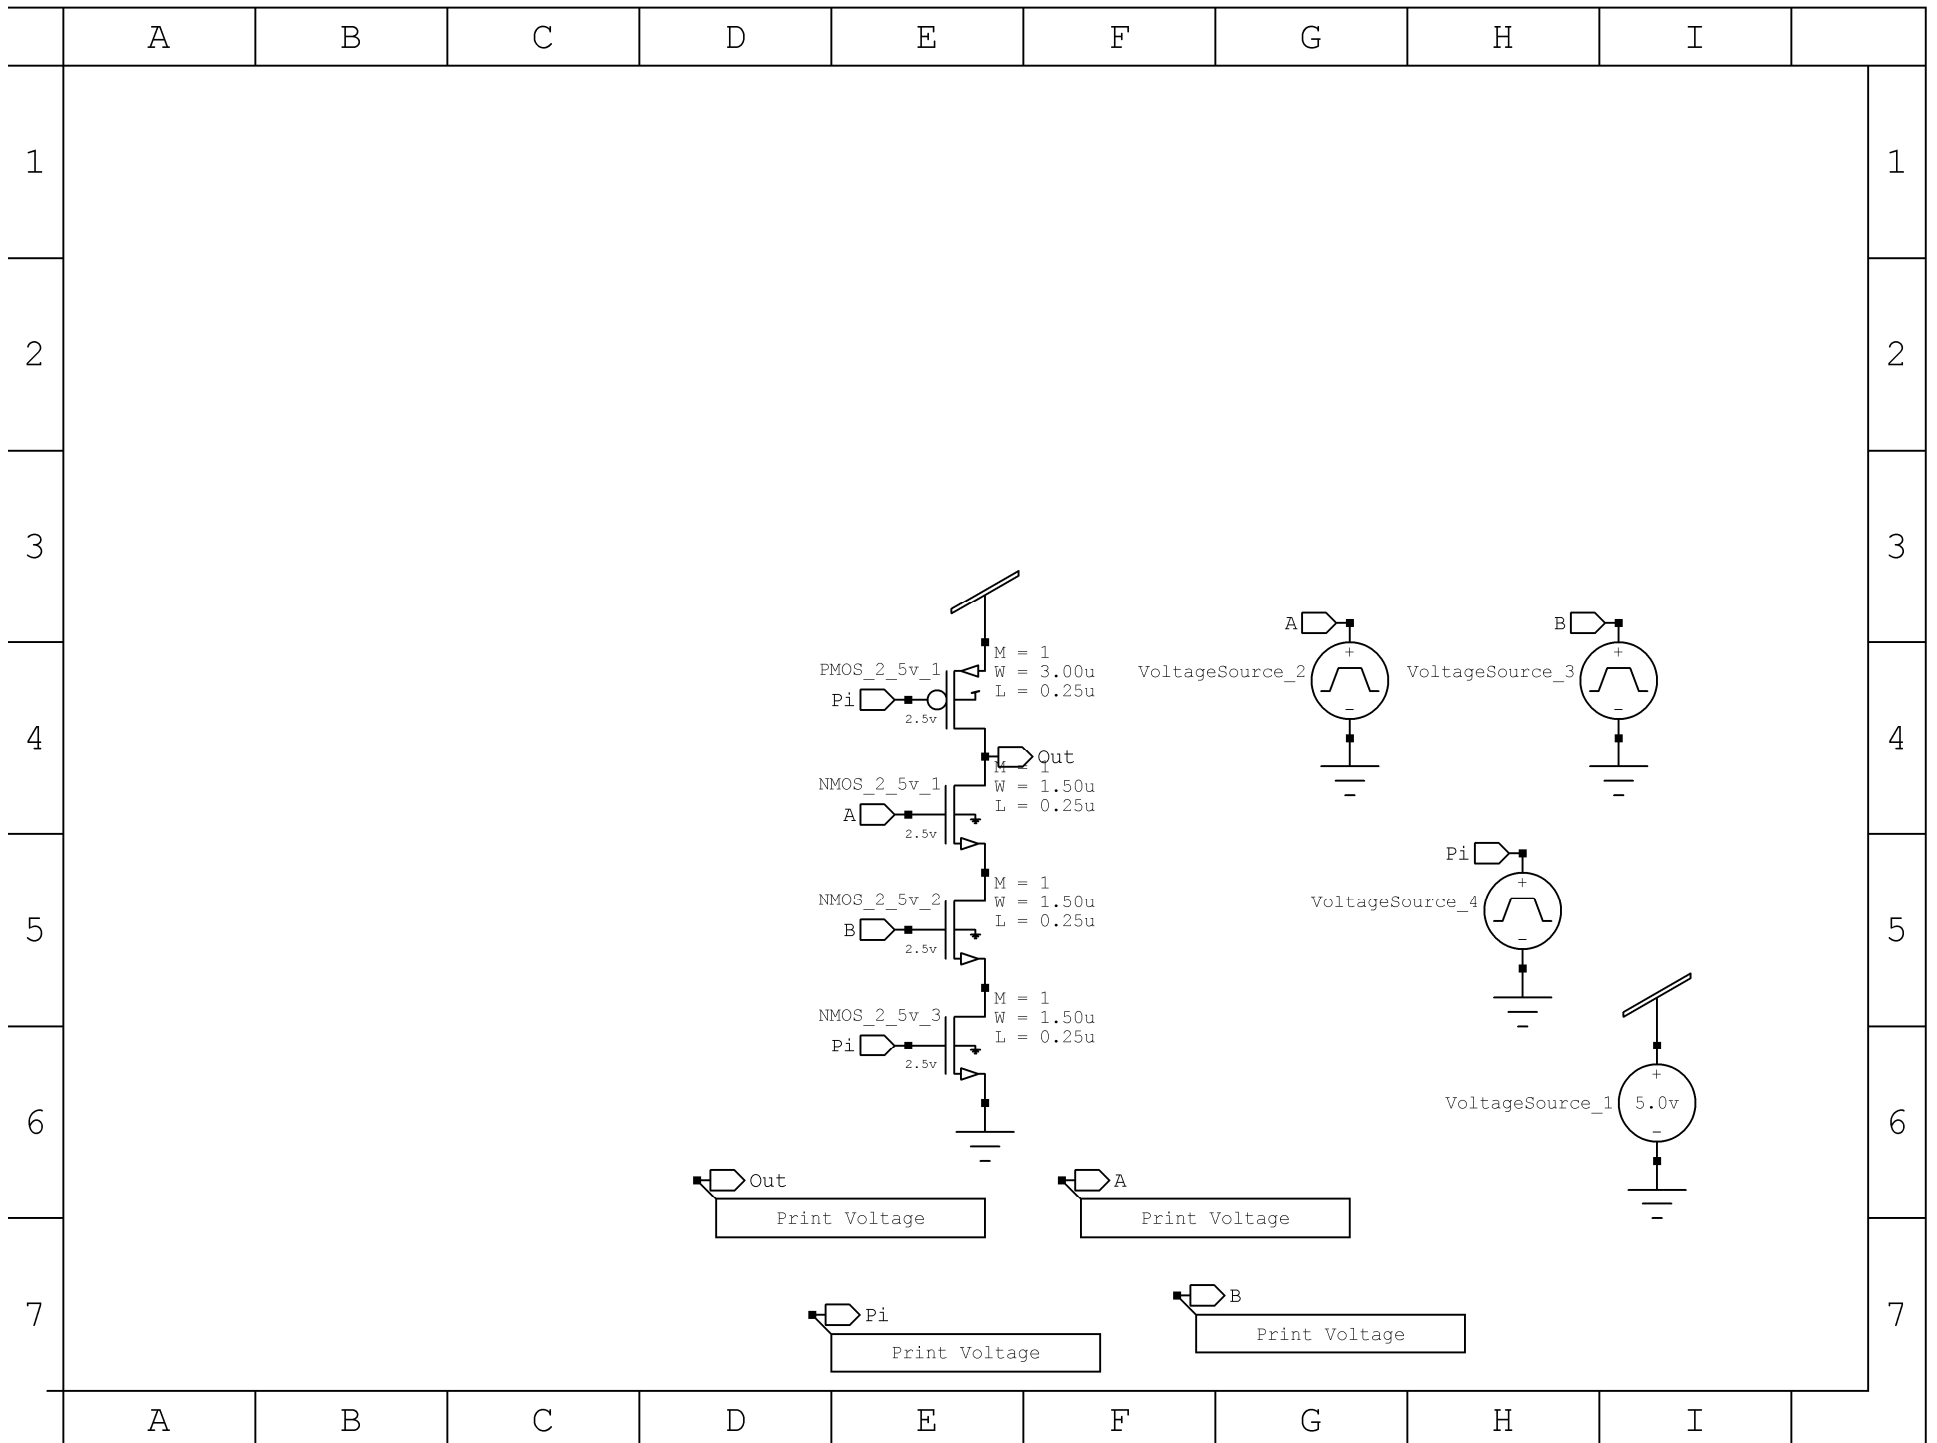 A B C D E F G H I
1 1
2 2
3 3
4 4
5 5
6 6
7 7
PMOS_2_5v_1
M = 1
W = 3.00u
L = 0.25u
Pi
2.5v
Out
NMOS_2_5v_1
M = 1
W = 1.50u
L = 0.25u
A
2.5v
NMOS_2_5v_2
M = 1
W = 1.50u
L = 0.25u
B
2.5v
NMOS_2_5v_3
M = 1
W = 1.50u
L = 0.25u
Pi
2.5v
A
VoltageSource_2
+
−
B
VoltageSource_3
+
−
Pi
VoltageSource_4
+
−
VoltageSource_1
+
5.0v
−
Out
Print Voltage
A
Print Voltage
Pi
Print Voltage
B
Print Voltage
A B C D E F G H I